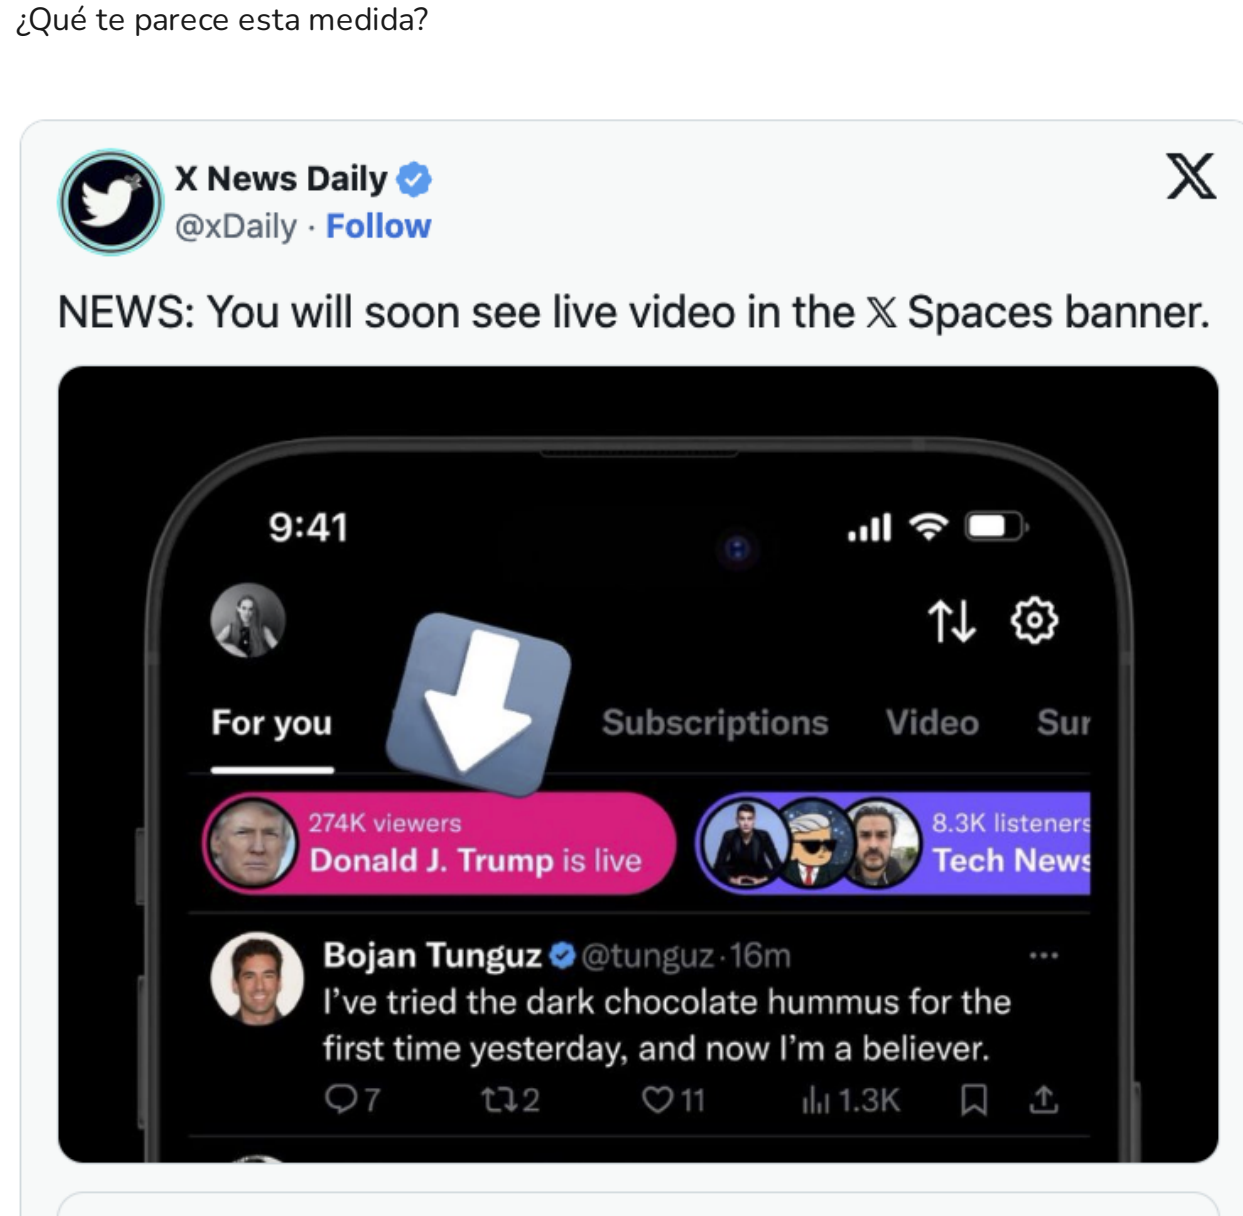 ¿Qué te parece esta medida?
X News Daily
@xDaily · Follow
NEWS: You will soon see live video in the 𝕏 Spaces banner.
9:41
For you
Subscriptions
Video
Sur
274K viewers
Donald J. Trump is live
8.3K listeners
Tech News
Bojan Tunguz @tunguz · 16m
I've tried the dark chocolate hummus for the
first time yesterday, and now I'm a believer.
7
2
11
1.3K